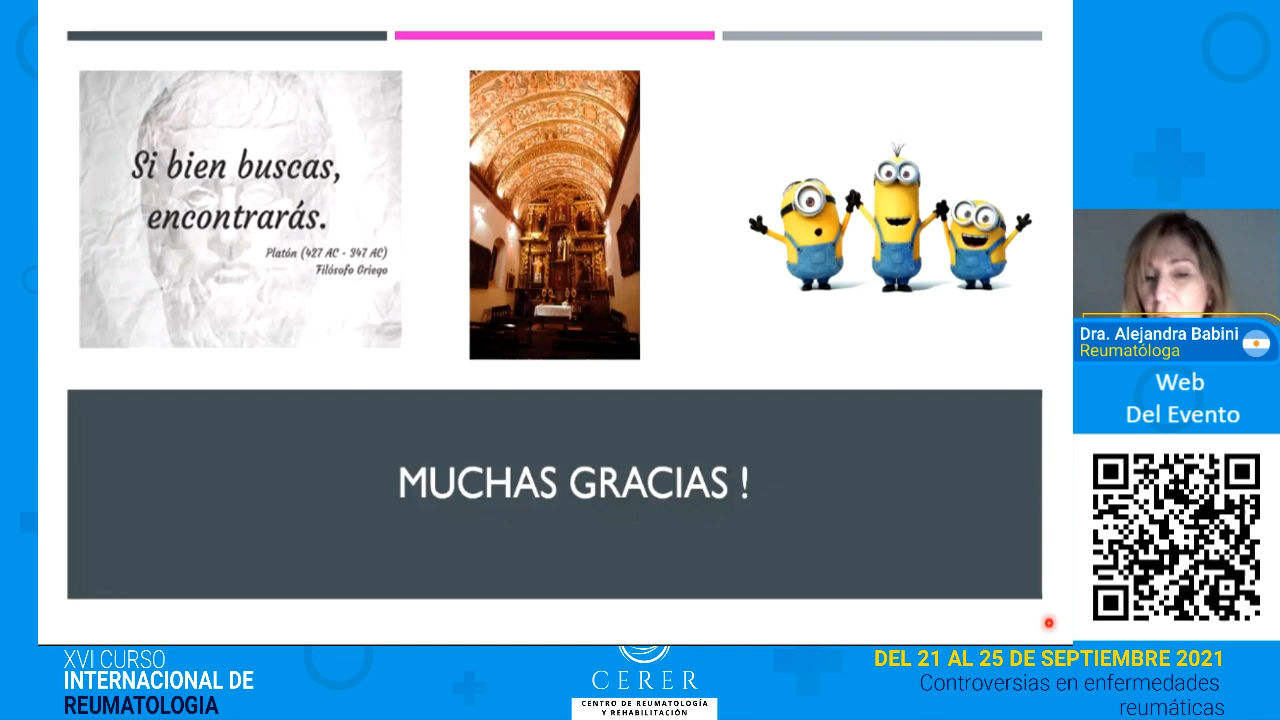 Si bien buscas,
encontrarás.
Platón (427 AC - 347 AC)
Filósofo Griego
MUCHAS GRACIAS !
Dra. Alejandra Babini
Reumatóloga
Web
Del Evento
XVI CURSO
INTERNACIONAL DE
REUMATOLOGIA
CERER
CENTRO DE REUMATOLOGÍA
Y REHABILITACIÓN
DEL 21 AL 25 DE SEPTIEMBRE 2021
Controversias en enfermedades
reumáticas